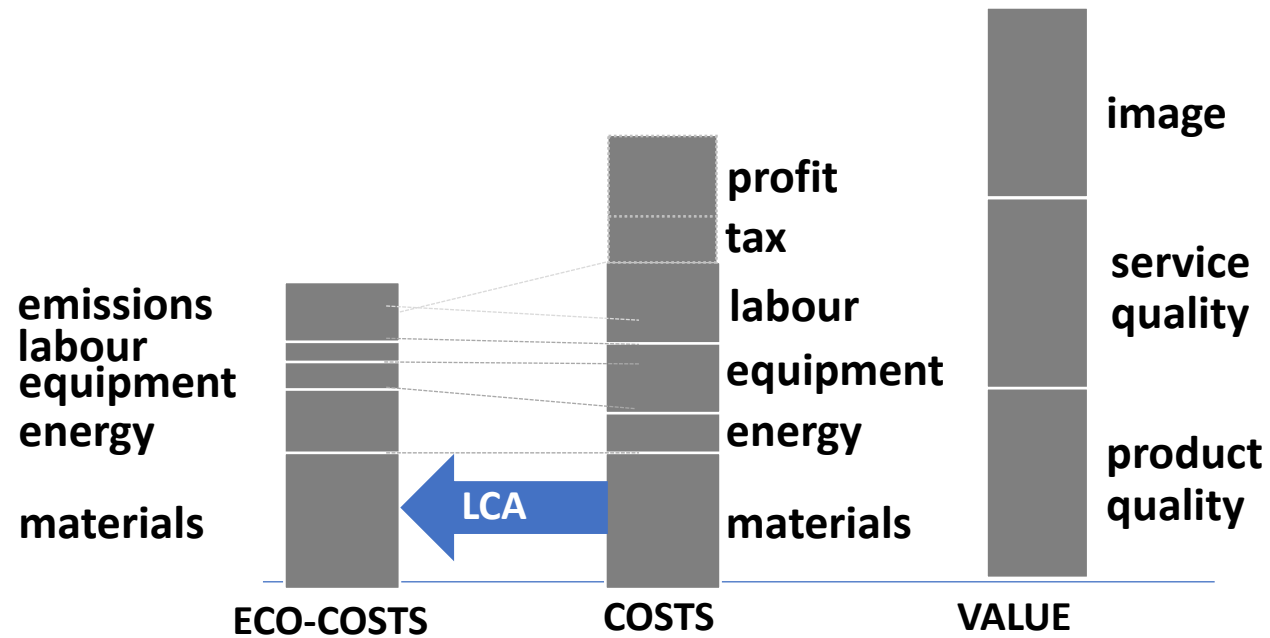 emissions
labour
equipment
energy
materials
ECO-COSTS
LCA
profit
tax
labour
equipment
energy
materials
COSTS
image
service
quality
product
quality
VALUE